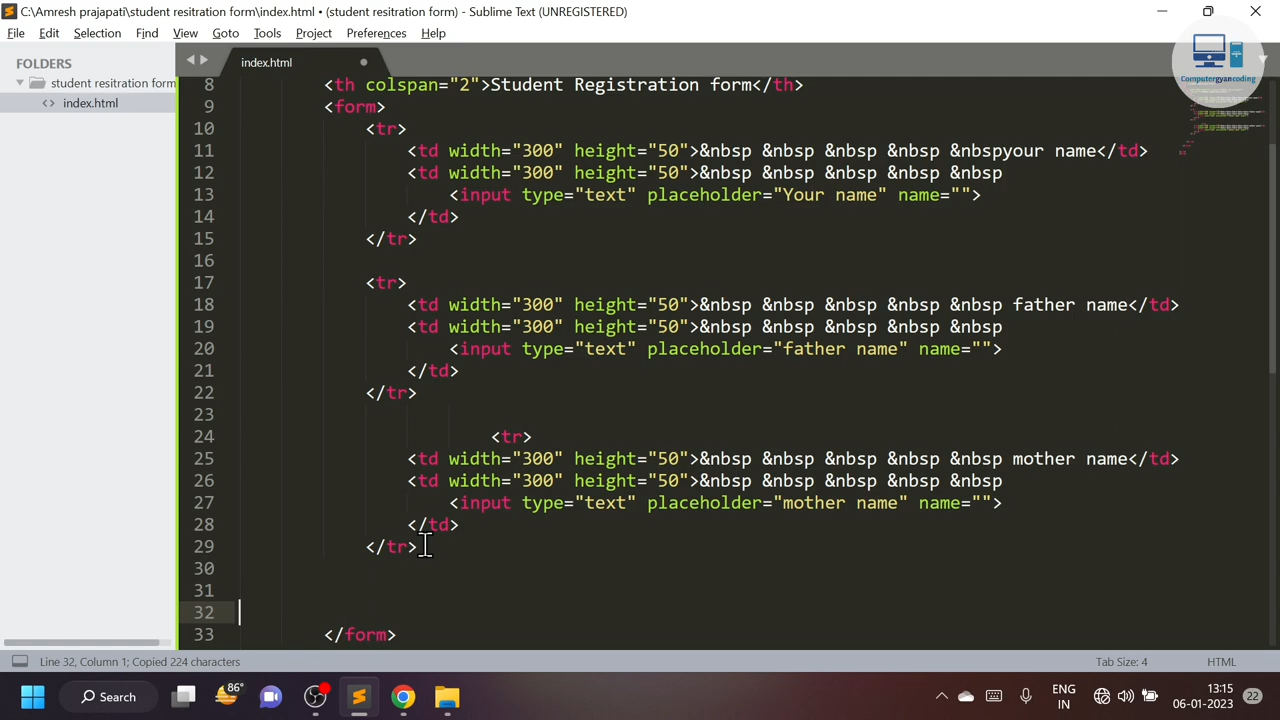 C:\Amresh prajapati\student resitration form\index.html • (student resitration form) - Sublime Text (UNREGISTERED)
File Edit Selection Find View Goto Tools Project Preferences Help
FOLDERS
student resitration form
index.html
index.html
Computergyancoding
8 <th colspan="2">Student Registration form</th>
9 <form>
10 <tr>
11 <td width="300" height="50">&nbsp &nbsp &nbsp &nbsp &nbspyour name</td>
12 <td width="300" height="50">&nbsp &nbsp &nbsp &nbsp &nbsp
13 <input type="text" placeholder="Your name" name="">
14 </td>
15 </tr>
16
17 <tr>
18 <td width="300" height="50">&nbsp &nbsp &nbsp &nbsp &nbsp father name</td>
19 <td width="300" height="50">&nbsp &nbsp &nbsp &nbsp &nbsp
20 <input type="text" placeholder="father name" name="">
21 </td>
22 </tr>
23
24 <tr>
25 <td width="300" height="50">&nbsp &nbsp &nbsp &nbsp &nbsp mother name</td>
26 <td width="300" height="50">&nbsp &nbsp &nbsp &nbsp &nbsp
27 <input type="text" placeholder="mother name" name="">
28 </td>
29 </tr>
30
31
32
33 </form>
Line 32, Column 1; Copied 224 characters Tab Size: 4 HTML
Search 86° ENG 13:15
IN 06-01-2023 22